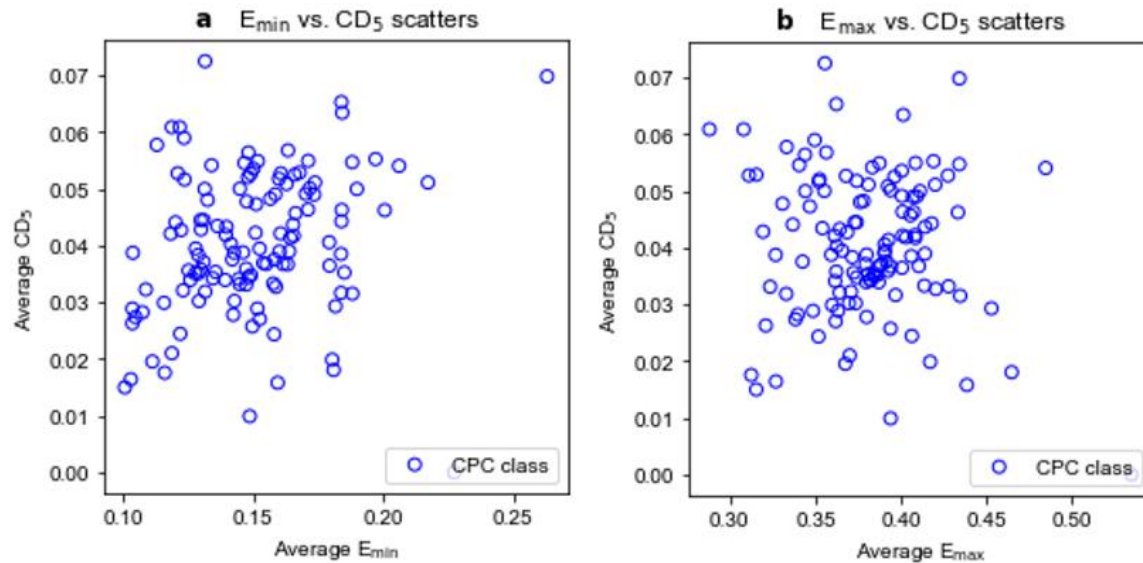 a E_min vs. CD_5 scatters
Average CD_5
0.07
0.06
0.05
0.04
0.03
0.02
0.01
0.00
CPC class
0.10 0.15 0.20 0.25
Average E_min
b E_max vs. CD_5 scatters
Average CD_5
0.07
0.06
0.05
0.04
0.03
0.02
0.01
0.00
CPC class
0.30 0.35 0.40 0.45 0.50
Average E_max